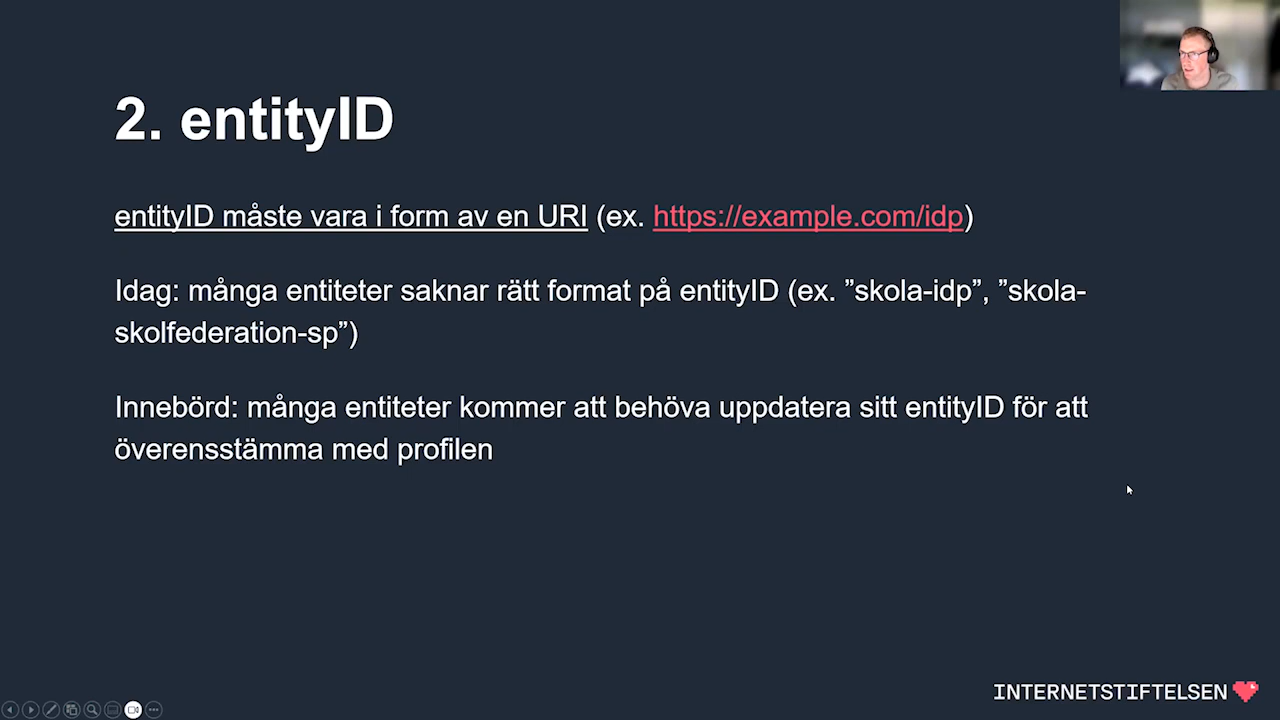 2. entityID
entityID måste vara i form av en URI (ex. https://example.com/idp)
Idag: många entiteter saknar rätt format på entityID (ex. ”skola-idp”, ”skola-
skolfederation-sp”)
Innebörd: många entiteter kommer att behöva uppdatera sitt entityID för att
överensstämma med profilen
INTERNETSTIFTELSEN